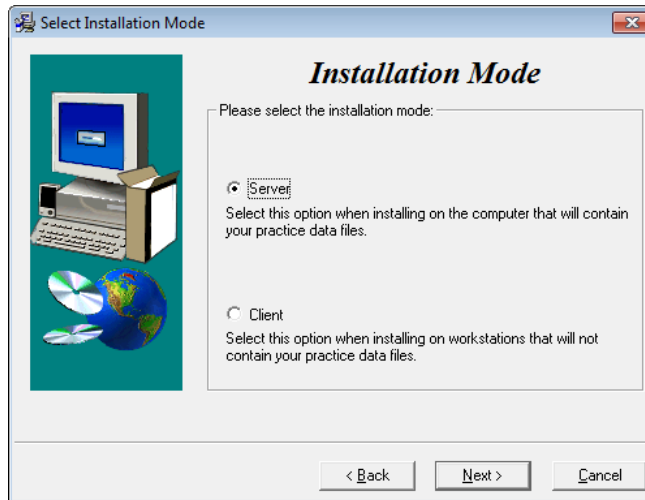 Select Installation Mode
Installation Mode
Please select the installation mode:
Server
Select this option when installing on the computer that will contain
your practice data files.
Client
Select this option when installing on workstations that will not
contain your practice data files.
< Back
Next >
Cancel